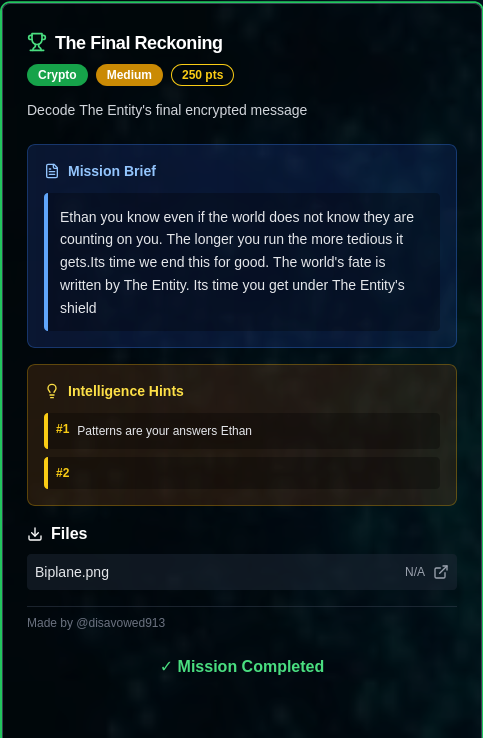 The Final Reckoning
Crypto Medium 250 pts
Decode The Entity's final encrypted message
Mission Brief
Ethan you know even if the world does not know they are
counting on you. The longer you run the more tedious it
gets.Its time we end this for good. The world's fate is
written by The Entity. Its time you get under The Entity's
shield
Intelligence Hints
#1 Patterns are your answers Ethan
#2
Files
Biplane.png N/A
Made by @disavowed913
✓ Mission Completed